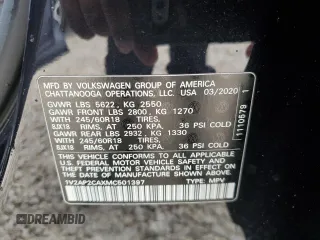 MFD. BY VOLKSWAGEN GROUP OF AMERICA
CHATTANOOGA OPERATIONS, LLC. USA 03/2020
GVWR LBS 5622 , KG 2550
GAWR FRONT LBS 2800 , KG 1270
WITH 245/60R18 TIRES,
8JX18 RIMS, AT 250 KPA, 36 PSI COLD
GAWR REAR LBS 2932 , KG 1330
WITH 245/60R18 TIRES,
8JX18 RIMS, AT 250 KPA, 36 PSI COLD
THIS VEHICLE CONFORMS TO ALL APPLICABLE
U.S. FEDERAL MOTOR VEHICLE
SAFETY STANDARDS IN EFFECT ON THE DATE OF
MANUFACTURE SHOWN ABOVE.
1V2AP2CAXMC501397 TYPE: MPV
1110579 1